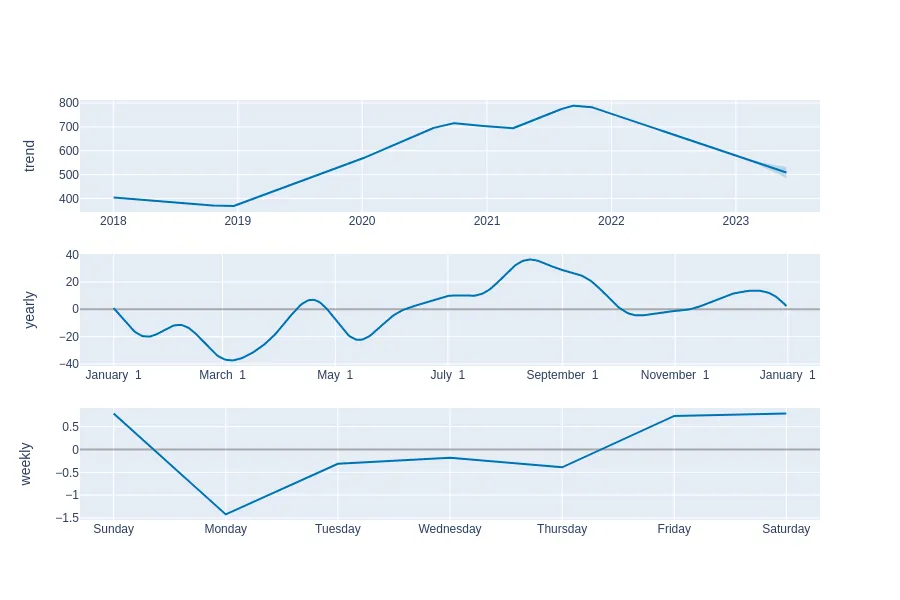 trend
800
700
600
500
400
2018 2019 2020 2021 2022 2023
yearly
40
20
0
−20
−40
January 1 March 1 May 1 July 1 September 1 November 1 January 1
weekly
0.5
0
−0.5
−1
−1.5
Sunday Monday Tuesday Wednesday Thursday Friday Saturday